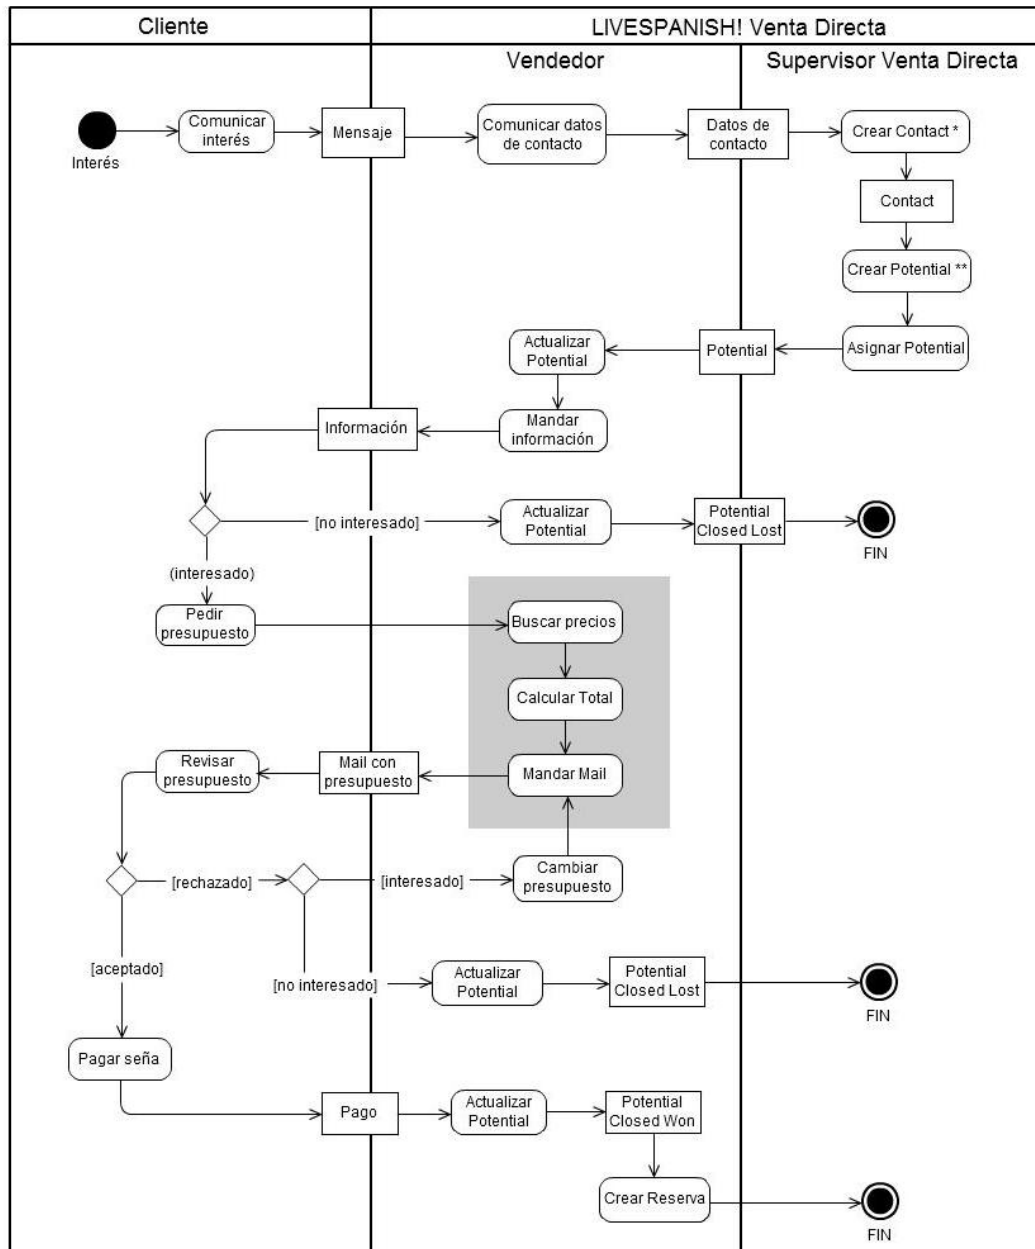 Cliente
LIVESPANISH! Venta Directa
Vendedor
Supervisor Venta Directa
Interés
Comunicar
interés
Mensaje
Comunicar datos
de contacto
Datos de
contacto
Crear Contact *
Contact
Crear Potential **
Asignar Potential
Potential
Actualizar
Potential
Mandar
información
Información
[no interesado]
Actualizar
Potential
Potential
Closed Lost
FIN
(interesado)
Pedir
presupuesto
Buscar precios
Calcular Total
Mandar Mail
Mail con
presupuesto
Revisar
presupuesto
[rechazado]
[interesado]
Cambiar
presupuesto
[aceptado]
[no interesado]
Actualizar
Potential
Potential
Closed Lost
FIN
Pagar seña
Pago
Actualizar
Potential
Potential
Closed Won
Crear Reserva
FIN